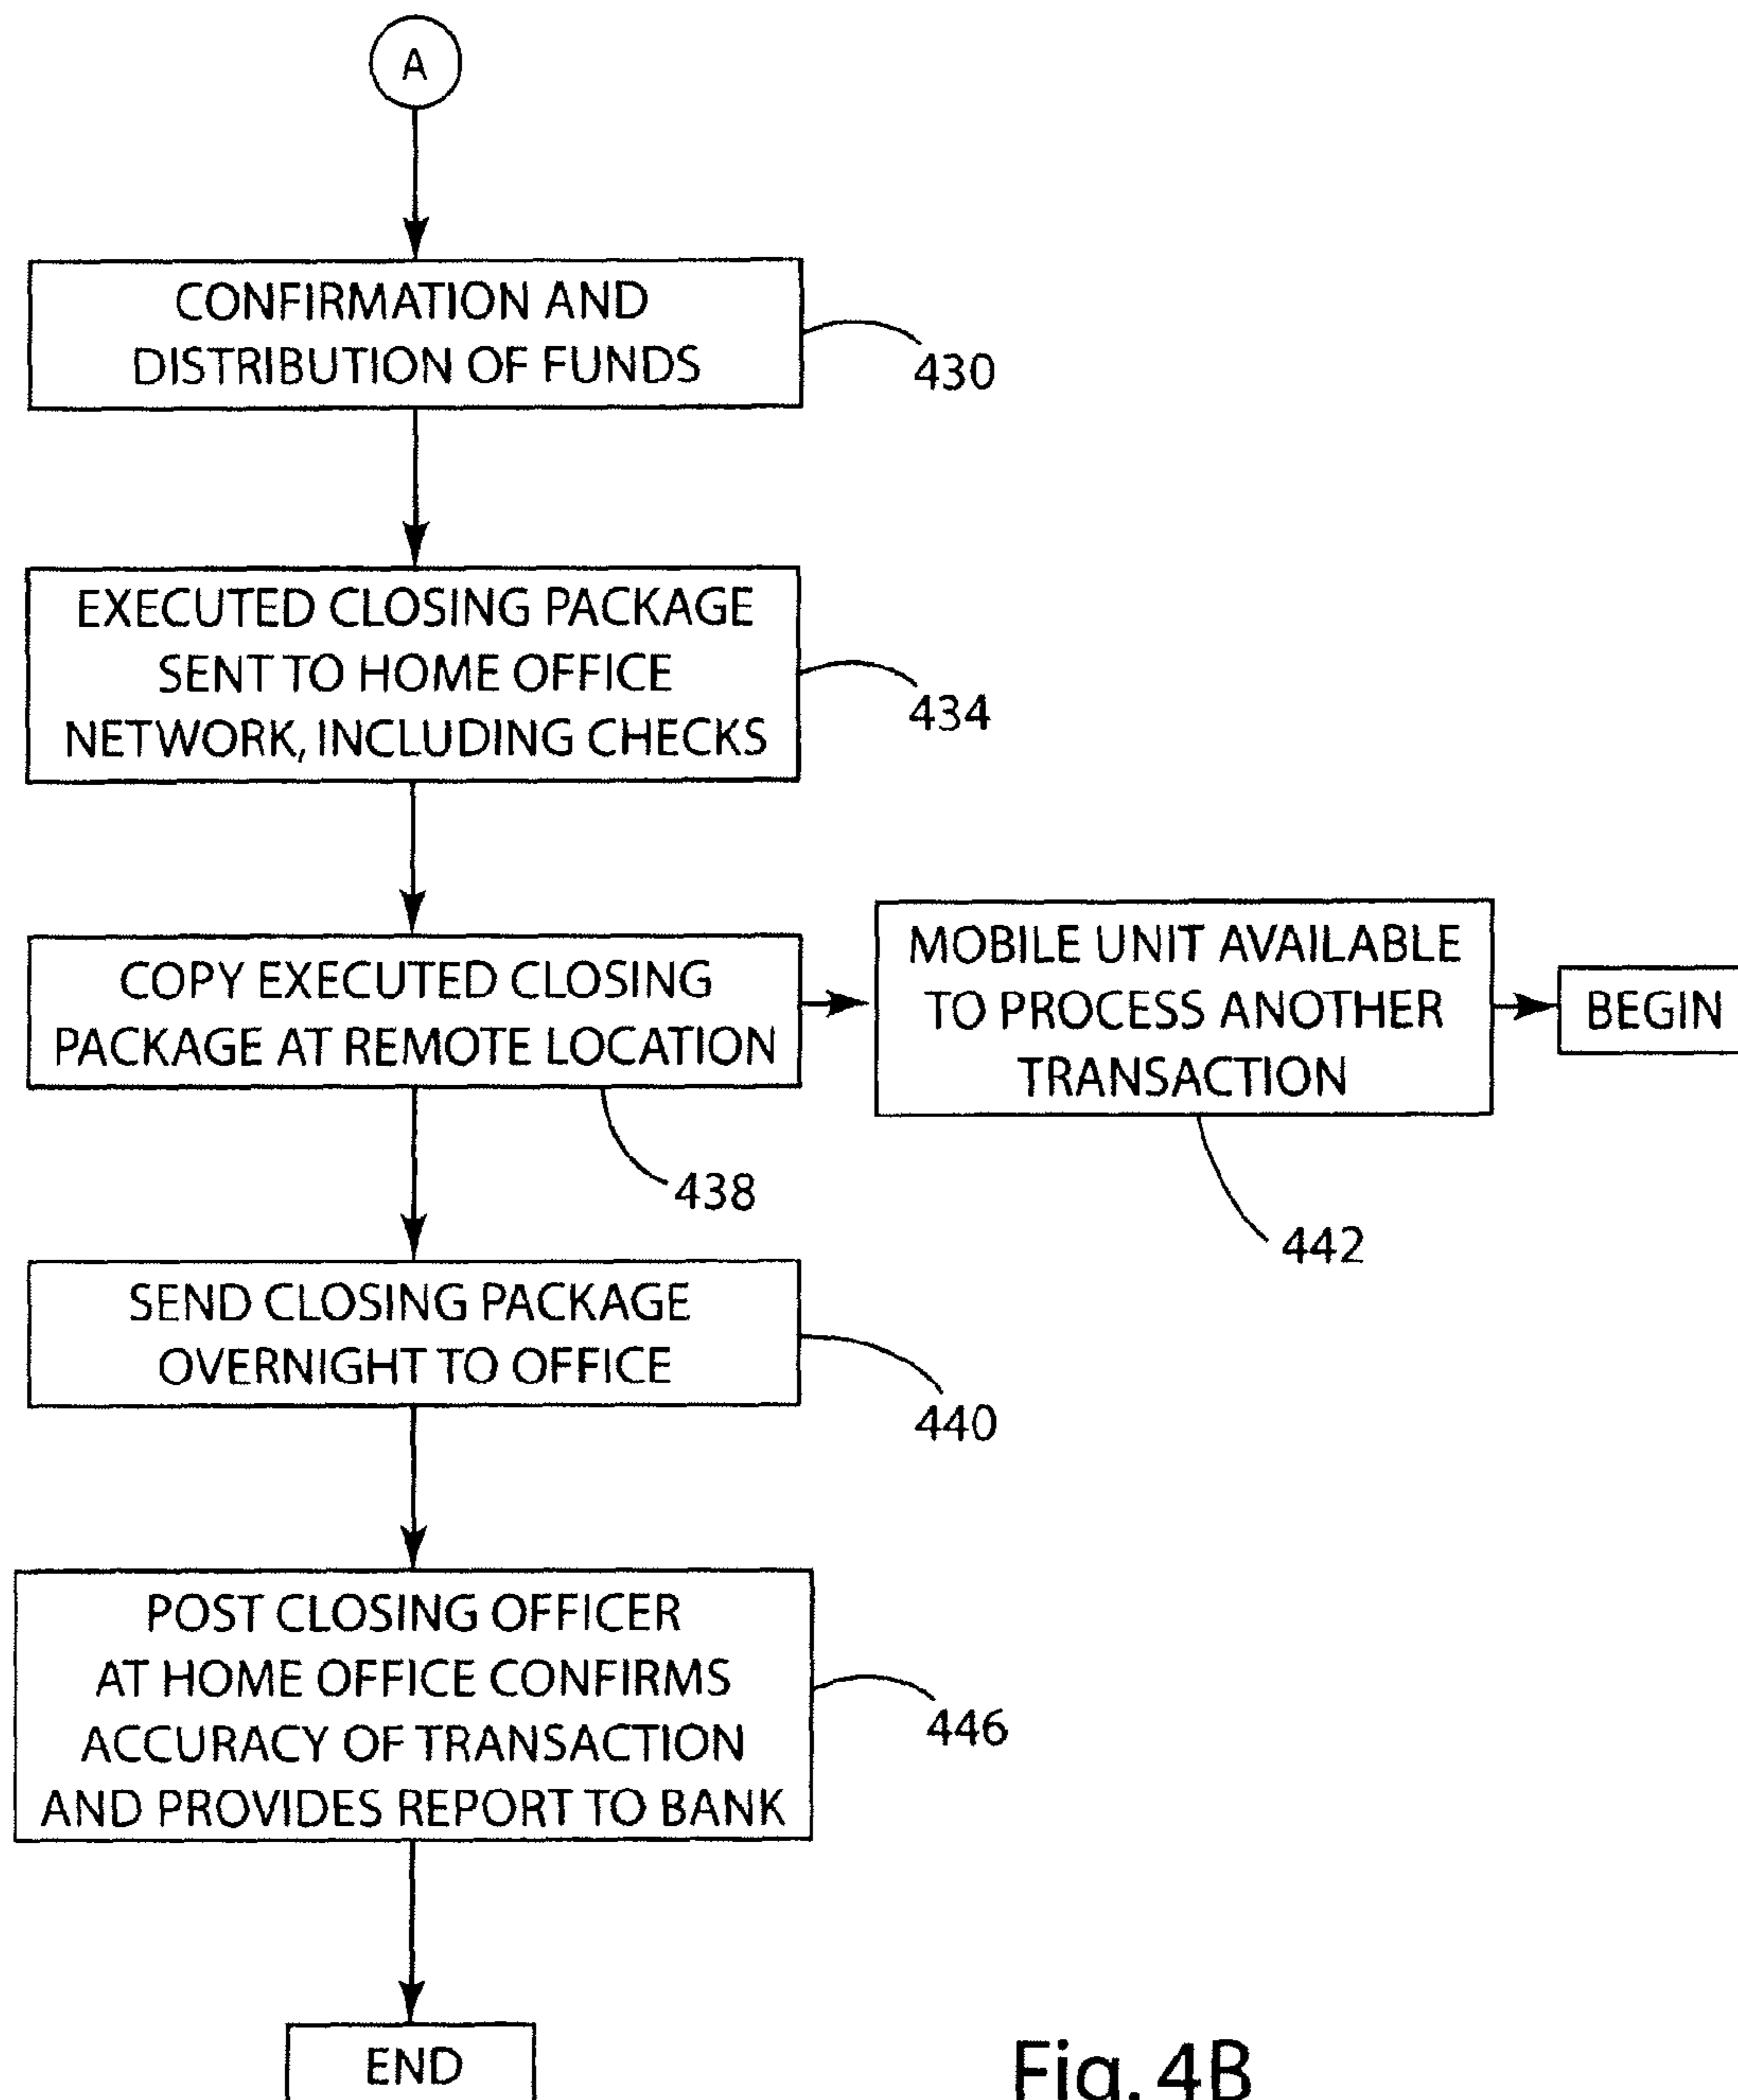 A
CONFIRMATION AND
DISTRIBUTION OF FUNDS
430
EXECUTED CLOSING PACKAGE
SENT TO HOME OFFICE
NETWORK, INCLUDING CHECKS
434
COPY EXECUTED CLOSING
PACKAGE AT REMOTE LOCATION
438
MOBILE UNIT AVAILABLE
TO PROCESS ANOTHER
TRANSACTION
442
BEGIN
SEND CLOSING PACKAGE
OVERNIGHT TO OFFICE
440
POST CLOSING OFFICER
AT HOME OFFICE CONFIRMS
ACCURACY OF TRANSACTION
AND PROVIDES REPORT TO BANK
446
END
Fig. 4B